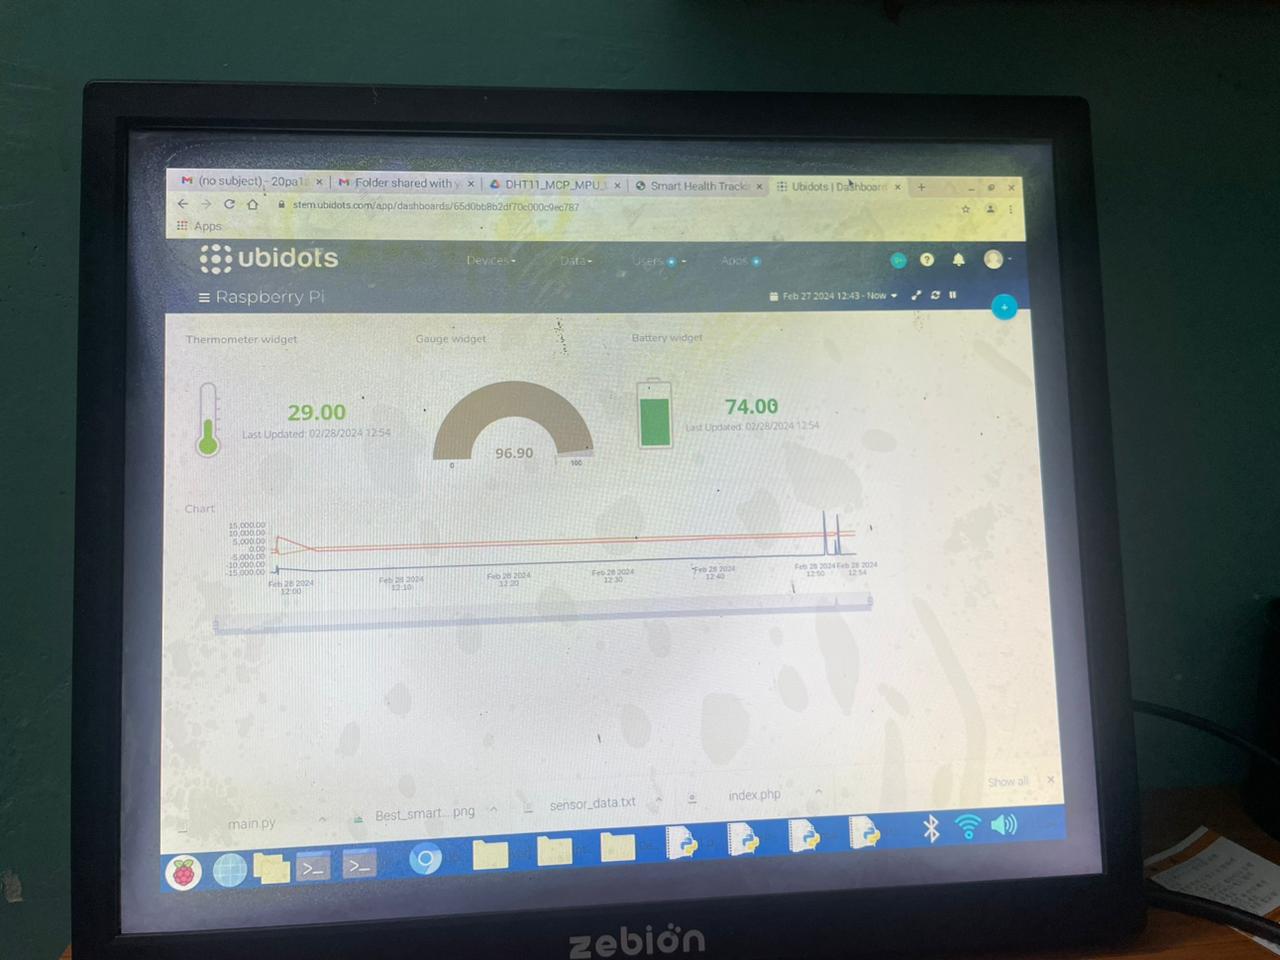 (no subject) - 20pa1
Folder shared with y
DHT11_MCP_MPU_
Smart Health Track
Ubidots | Dashboard
stem.ubidots.com/app/dashboards/65d0bb8b2df70c000c9ec787
Apps
ubidots
Devices
Data
Users
Apps
Raspberry Pi
Feb 27 2024 12:43 - Now
Thermometer widget
Gauge widget
Battery widget
29.00
Last Updated: 02/28/2024 12:54
96.90
0
100
74.00
Last Updated: 02/28/2024 12:54
Chart
15,000.00
10,000.00
5,000.00
0.00
-5,000.00
-10,000.00
-15,000.00
Feb 28 2024
12:00
Feb 28 2024
12:10
Feb 28 2024
12:20
Feb 28 2024
12:30
Feb 28 2024
12:40
Feb 28 2024
12:50
Feb 28 2024
12:54
main.py
Best_smart....png
sensor_data.txt
index.php
Show all
zebion